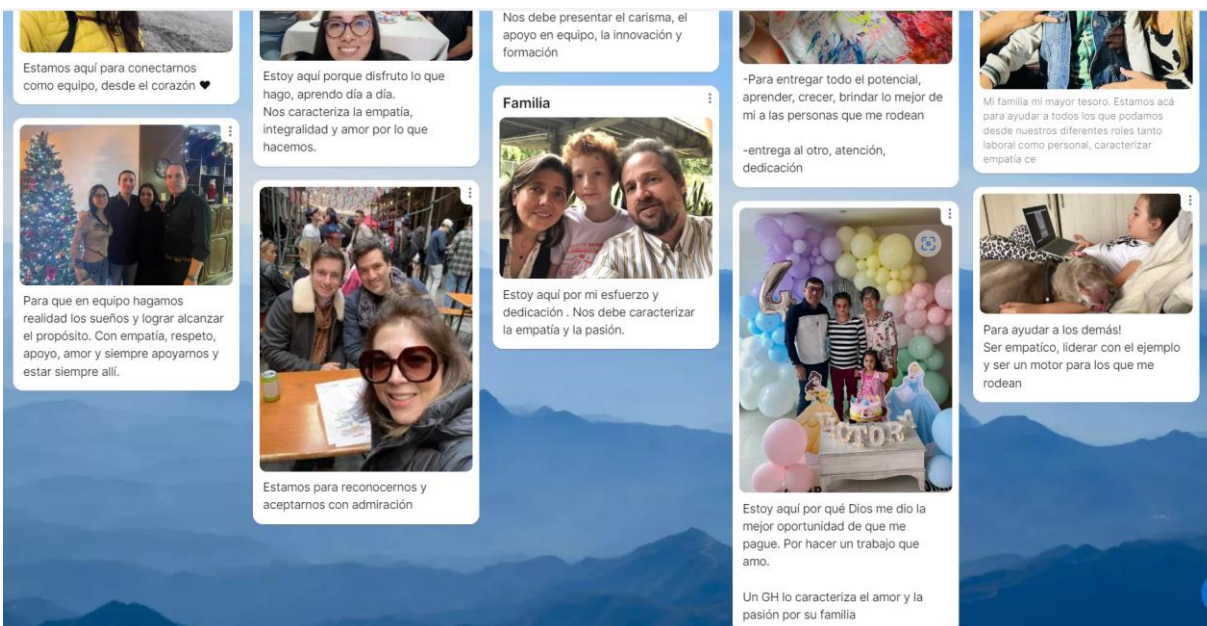 Estamos aquí para conectarnos
como equipo, desde el corazón ♥
Para que en equipo hagamos
realidad los sueños y lograr alcanzar
el propósito. Con empatía, respeto,
apoyo, amor y siempre apoyarnos y
estar siempre allí.
Estoy aquí porque disfruto lo que
hago, aprendo día a día.
Nos caracteriza la empatía,
integralidad y amor por lo que
hacemos.
Estamos para reconocernos y
aceptarnos con admiración
Nos debe presentar el carisma, el
apoyo en equipo, la innovación y
formación
Familia
Estoy aquí por mi esfuerzo y
dedicación . Nos debe caracterizar
la empatía y la pasión.
-Para entregar todo el potencial,
aprender, crecer, brindar lo mejor de
mi a las personas que me rodean
-entrega al otro, atención,
dedicación
4
Estoy aquí por qué Dios me dio la
mejor oportunidad de que me
pague. Por hacer un trabajo que
amo.
Un GH lo caracteriza el amor y la
pasión por su familia
Mi familia mi mayor tesoro. Estamos acá
para ayudar a todos los que podamos
desde nuestros diferentes roles tanto
laboral como personal, caracterizar
empatía ce
Para ayudar a los demás!
Ser empatíco, liderar con el ejemplo
y ser un motor para los que me
rodean